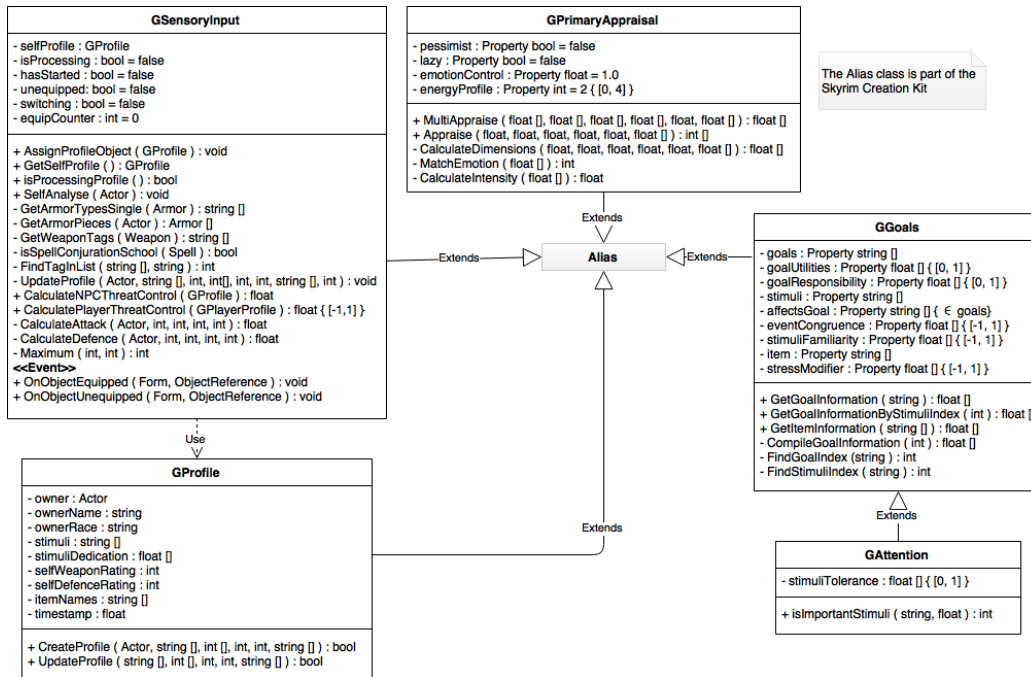 GSensoryInput
- selfProfile : GProfile
- isProcessing : bool = false
- hasStarted : bool = false
- unequipped: bool = false
- switching : bool = false
- equipCounter : int = 0
+ AssignProfileObject ( GProfile ) : void
+ GetSelfProfile ( ) : GProfile
+ isProcessingProfile ( ) : bool
+ SelfAnalyse ( Actor ) : void
- GetArmorTypesSingle ( Armor ) : string []
- GetArmorPieces ( Actor ) : Armor []
- GetWeaponTags ( Weapon ) : string []
- isSpellConjurationSchool ( Spell ) : bool
- FindTagInList ( string [], string ) : int
- UpdateProfile ( Actor, string [], int, int[], int, int, string [], int ) : void
+ CalculateNPCThreatControl ( GProfile ) : float
+ CalculatePlayerThreatControl ( GPlayerProfile ) : float { [-1,1] }
- CalculateAttack ( Actor, int, int, int, int ) : float
- CalculateDefence ( Actor, int, int, int, int ) : float
- Maximum ( int, int ) : int
<<Event>>
+ OnObjectEquipped ( Form, ObjectReference ) : void
+ OnObjectUnequipped ( Form, ObjectReference ) : void
Use
GProfile
- owner : Actor
- ownerName : string
- ownerRace : string
- stimuli : string []
- stimuliDedication : float []
- selfWeaponRating : int
- selfDefenceRating : int
- itemNames : string []
- timestamp : float
+ CreateProfile ( Actor, string [], int [], int, int, string [] ) : bool
+ UpdateProfile ( string [], int [], int, int, string [] ) : bool
GPrimaryAppraisal
- pessimist : Property bool = false
- lazy : Property bool = false
- emotionControl : Property float = 1.0
- energyProfile : Property int = 2 { [0, 4] }
+ MultiAppraise ( float [], float [], float [], float [], float, float [] ) : float []
+ Appraise ( float, float, float, float, float, float [] ) : int []
- CalculateDimensions ( float, float, float, float, float, float [] ) : float []
- MatchEmotion ( float [] ) : int
- CalculateIntensity ( float [] ) : float
Extends
Extends
Alias
Extends
Extends
The Alias class is part of the
Skyrim Creation Kit
GGoals
- goals : Property string []
- goalUtilities : Property float [] { [0, 1] }
- goalResponsibility : Property float [] { [0, 1] }
- stimuli : Property string []
- affectsGoal : Property string [] { ∈ goals}
- eventCongruence : Property float [] { [-1, 1] }
- stimuliFamiliarity : Property float [] { [-1, 1] }
- item : Property string []
- stressModifier : Property float [] { [-1, 1] }
+ GetGoalInformation ( string ) : float []
+ GetGoalInformationByStimuliIndex ( int ) : float [
+ GetItemInformation ( string [] ) : float []
- CompileGoalInformation ( int ) : float []
- FindGoalIndex (string ) : int
- FindStimuliIndex ( string ) : int
Extends
GAttention
- stimuliTolerance : float [] { [0, 1] }
+ isImportantStimuli ( string, float ) : int